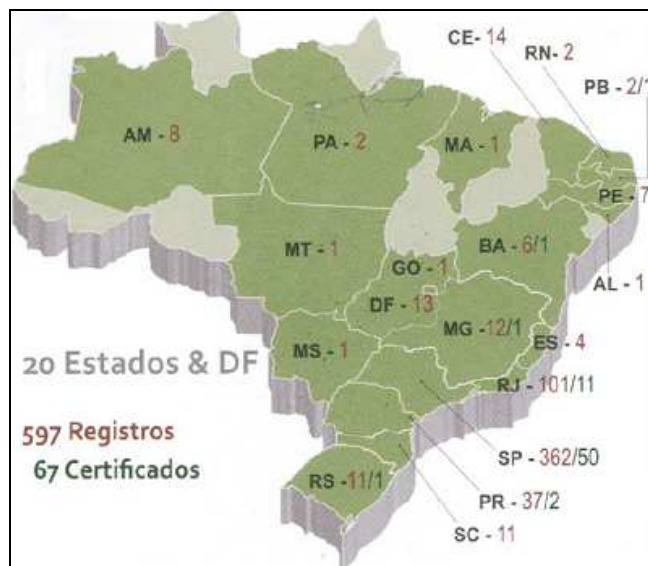 CE- 14
RN- 2
PB - 2/1
AM - 8
PA - 2
MA - 1
PE - 7
MT - 1
GO - 1
BA - 6/1
AL - 1
DF - 13
MG -12/1
ES - 4
MS - 1
20 Estados & DF
RJ - 101/11
597 Registros
SP - 362/50
67 Certificados
RS -11/1
PR - 37/2
SC - 11